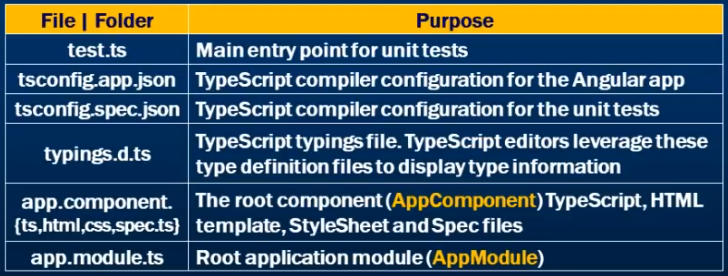 File | Folder Purpose
test.ts Main entry point for unit tests
tsconfig.app.json TypeScript compiler configuration for the Angular app
tsconfig.spec.json TypeScript compiler configuration for the unit tests
typings.d.ts TypeScript typings file. TypeScript editors leverage these
type definition files to display type information
app.component. The root component (AppComponent) TypeScript, HTML
{ts,html,css,spec.ts} template, StyleSheet and Spec files
app.module.ts Root application module (AppModule)